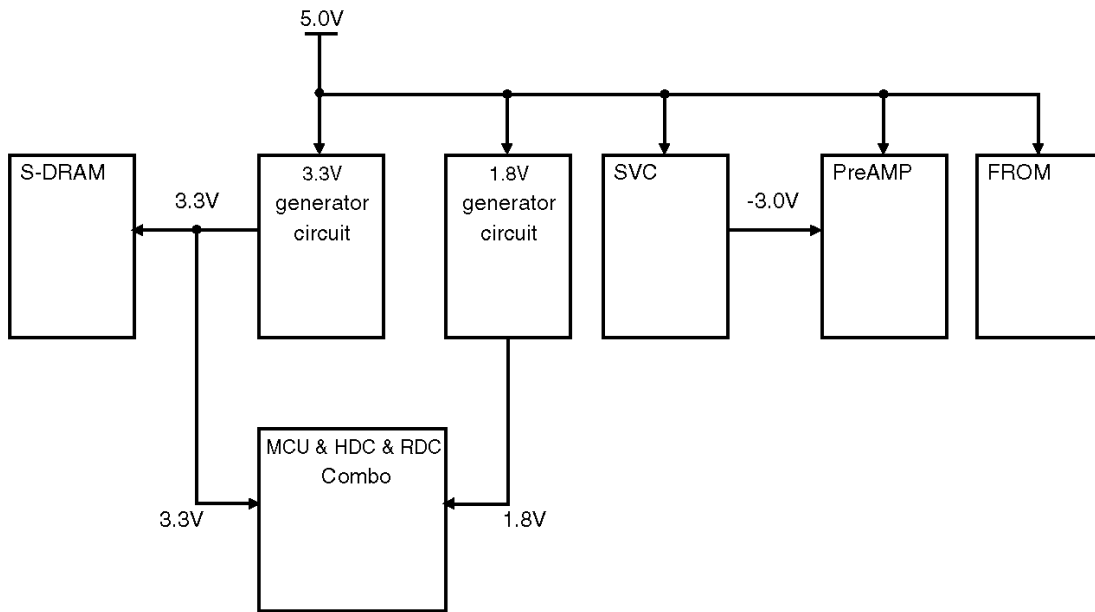 5.0V
S-DRAM
3.3V
3.3V
generator
circuit
1.8V
generator
circuit
SVC
-3.0V
PreAMP
FROM
MCU & HDC & RDC
Combo
3.3V
1.8V